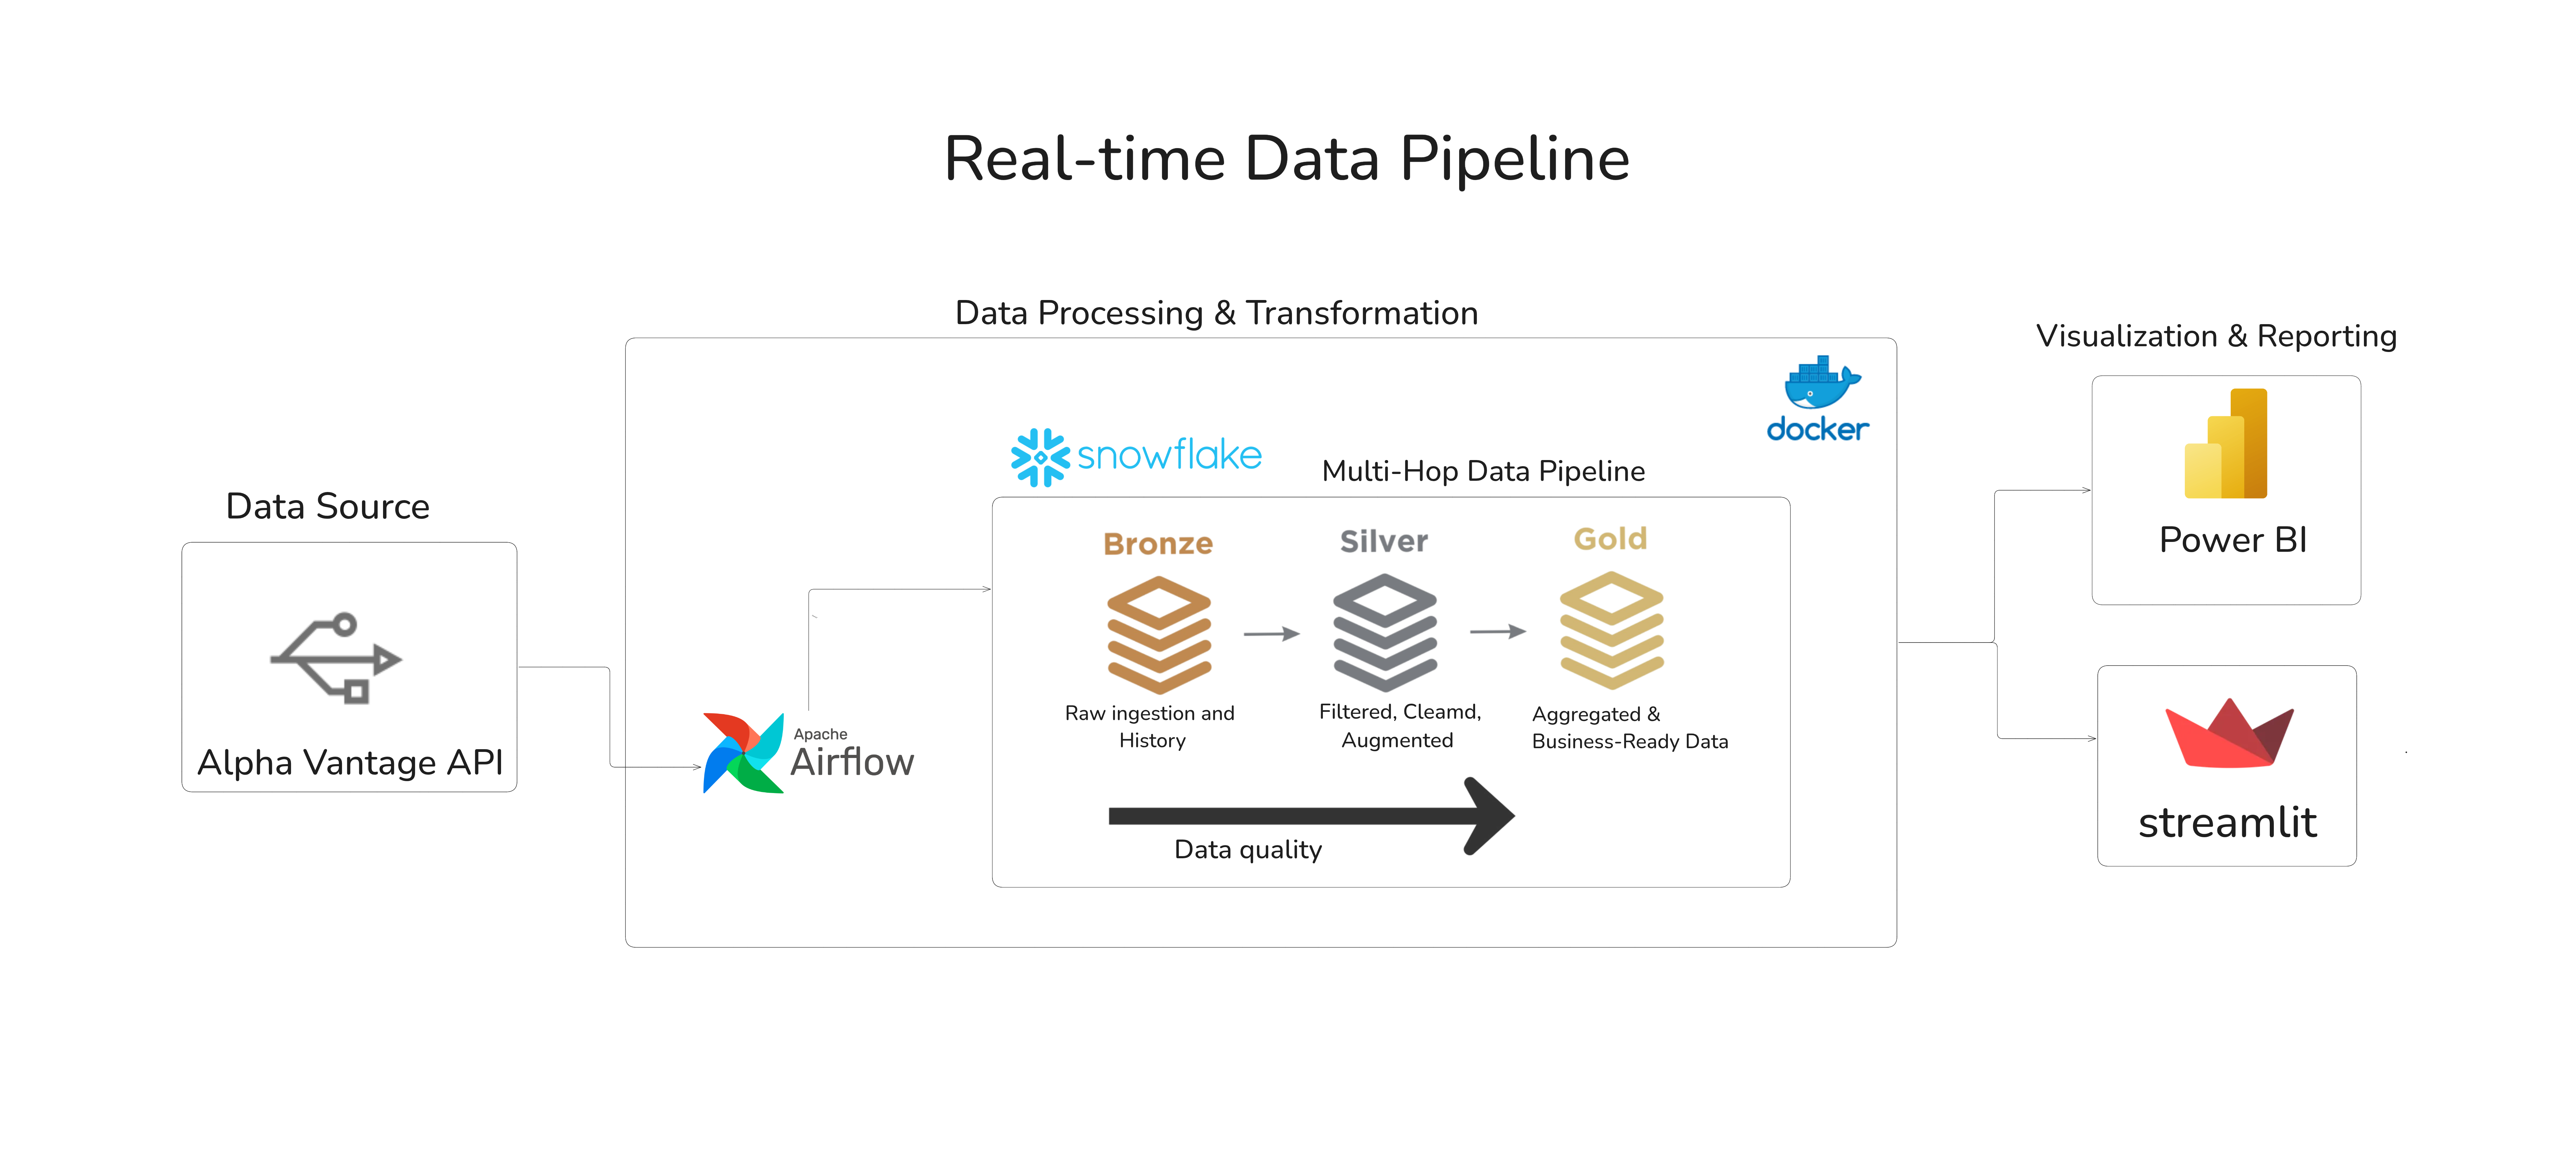 Real-time Data Pipeline
Data Processing & Transformation
Visualization & Reporting
docker
snowflake
Multi-Hop Data Pipeline
Data Source
Bronze
Silver
Gold
Power BI
Raw ingestion and
History
Filtered, Cleamd,
Augmented
Aggregated &
Business-Ready Data
Apache
Airflow
Alpha Vantage API
Data quality
streamlit